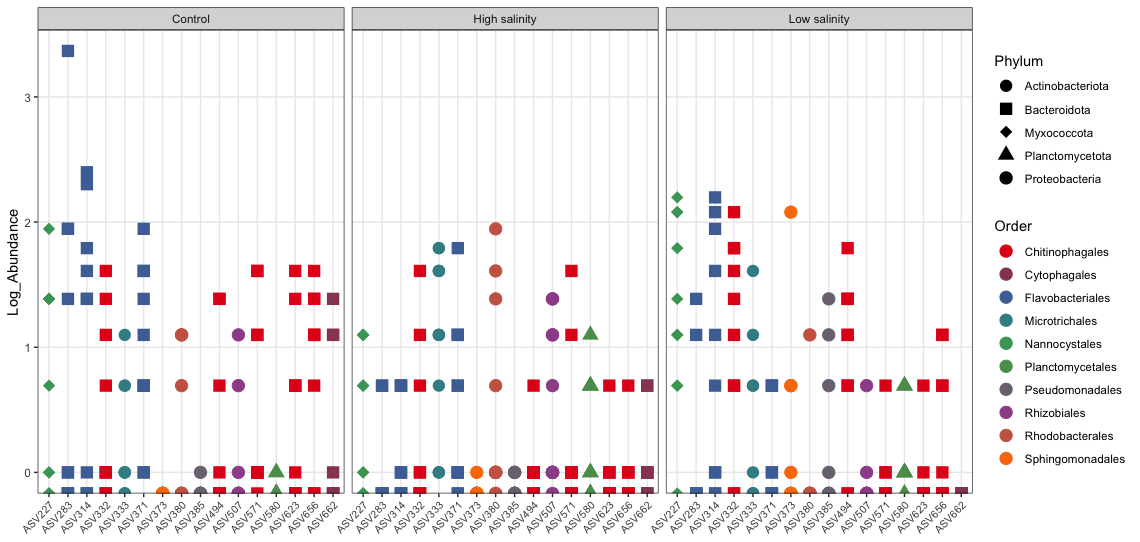 Control
High salinity
Low salinity
Log_Abundance
3
2
1
0
ASV227 ASV283 ASV314 ASV332 ASV333 ASV371 ASV373 ASV380 ASV385 ASV494 ASV507 ASV571 ASV580 ASV623 ASV656 ASV662
ASV227 ASV283 ASV314 ASV332 ASV333 ASV371 ASV373 ASV380 ASV385 ASV494 ASV507 ASV571 ASV580 ASV623 ASV656 ASV662
ASV227 ASV283 ASV314 ASV332 ASV333 ASV371 ASV373 ASV380 ASV385 ASV494 ASV507 ASV571 ASV580 ASV623 ASV656 ASV662
Phylum
Actinobacteriota
Bacteroidota
Myxococcota
Planctomycetota
Proteobacteria
Order
Chitinophagales
Cytophagales
Flavobacteriales
Microtrichales
Nannocystales
Planctomycetales
Pseudomonadales
Rhizobiales
Rhodobacterales
Sphingomonadales